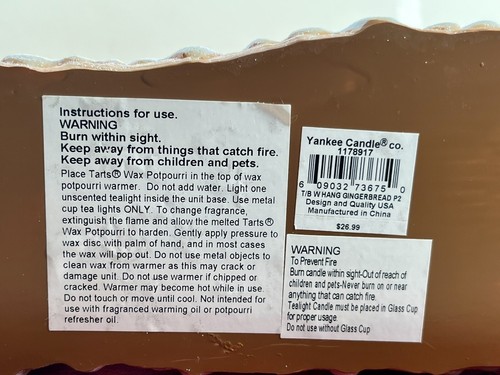 Instructions for use.
WARNING
Burn within sight.
Keep away from things that catch fire.
Keep away from children and pets.
Place Tarts® Wax Potpourri in the top of wax
potpourri warmer. Do not add water. Light one
unscented tealight inside the unit base. Use metal
cup tea lights ONLY. To change fragrance,
extinguish the flame and allow the melted Tarts®
Wax Potpourri to harden. Gently apply pressure to
wax disc with palm of hand, and in most cases
the wax will pop out. Do not use metal objects to
clean wax from warmer as this may crack or
damage unit. Do not use warmer if chipped or
cracked. Warmer may become hot while in use.
Do not touch or move until cool. Not intended for
use with fragranced warming oil or potpourri
refresher oil.
Yankee Candle® co.
1178917
6 09032 73675 0
T/B W HANG GINGERBREAD P2
Design and Quality USA
Manufactured in China
$26.99
WARNING
To Prevent Fire
Burn candle within sight-Out of reach of
children and pets-Never burn on or near
anything that can catch fire.
Tealight Candle must be placed in Glass Cup
for proper usage.
Do not use without Glass Cup